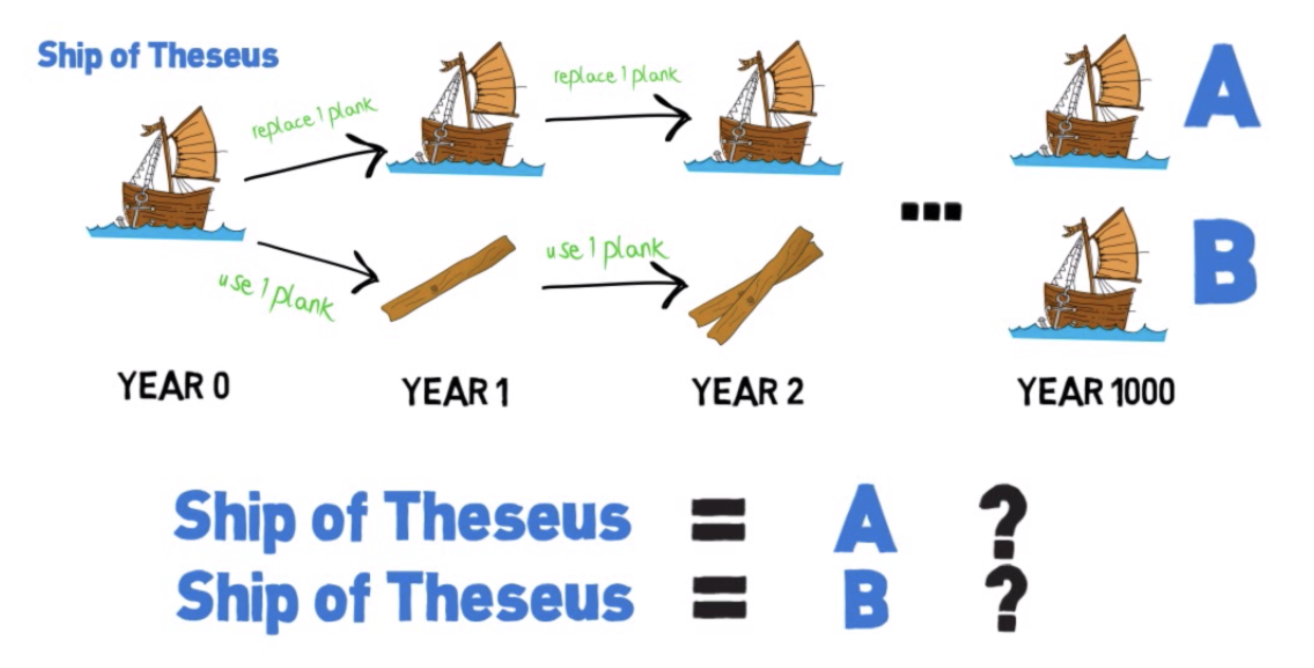 Ship of Theseus
A
replace 1 plank
replace 1 plank
use 1 plank
use 1 plank
B
YEAR 0
YEAR 1
YEAR 2
YEAR 1000
Ship of Theseus = A ?
Ship of Theseus = B ?